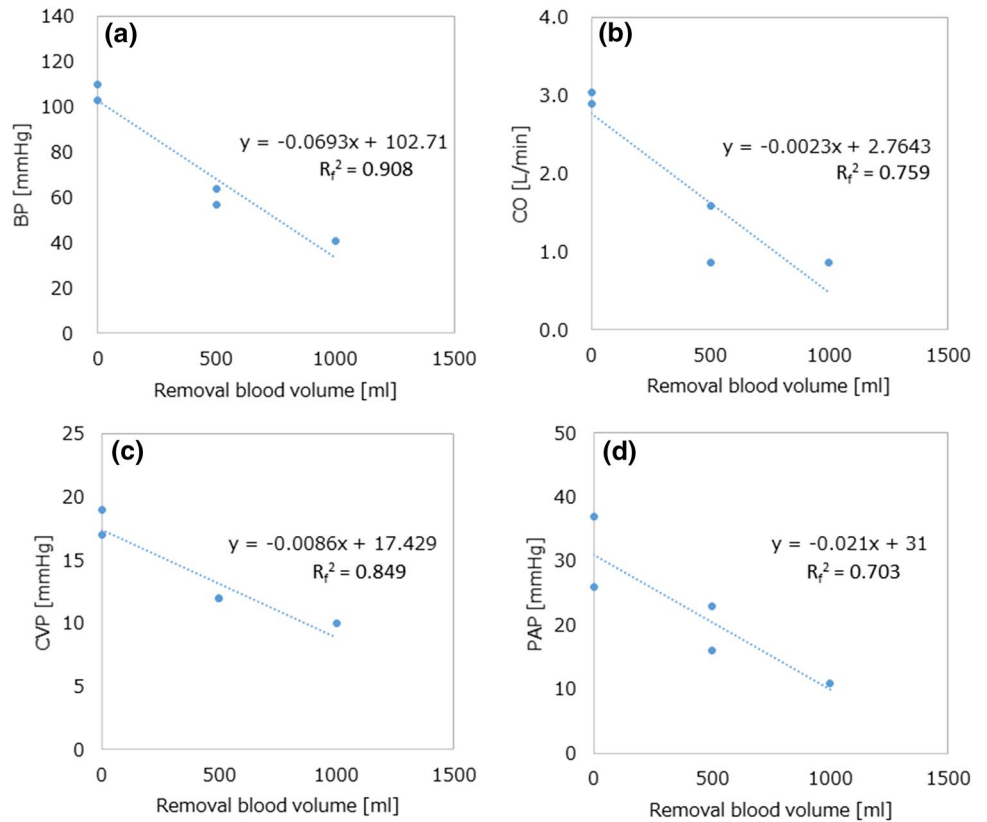 (a)
140
120
100
80
60
40
20
0
BP [mmHg]
y = -0.0693x + 102.71
Rf² = 0.908
0 500 1000 1500
Removal blood volume [ml]
(b)
4.0
3.0
2.0
1.0
0.0
CO [L/min]
y = -0.0023x + 2.7643
Rf² = 0.759
0 500 1000 1500
Removal blood volume [ml]
(c)
25
20
15
10
5
0
CVP [mmHg]
y = -0.0086x + 17.429
Rf² = 0.849
0 500 1000 1500
Removal blood volume [ml]
(d)
50
40
30
20
10
0
PAP [mmHg]
y = -0.021x + 31
Rf² = 0.703
0 500 1000 1500
Removal blood volume [ml]